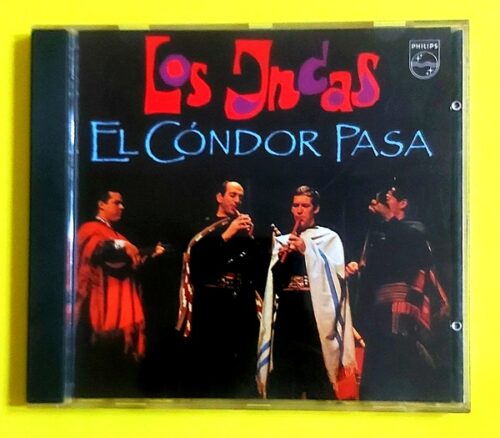 Los Incas
PHILIPS
EL CÓNDOR PASA